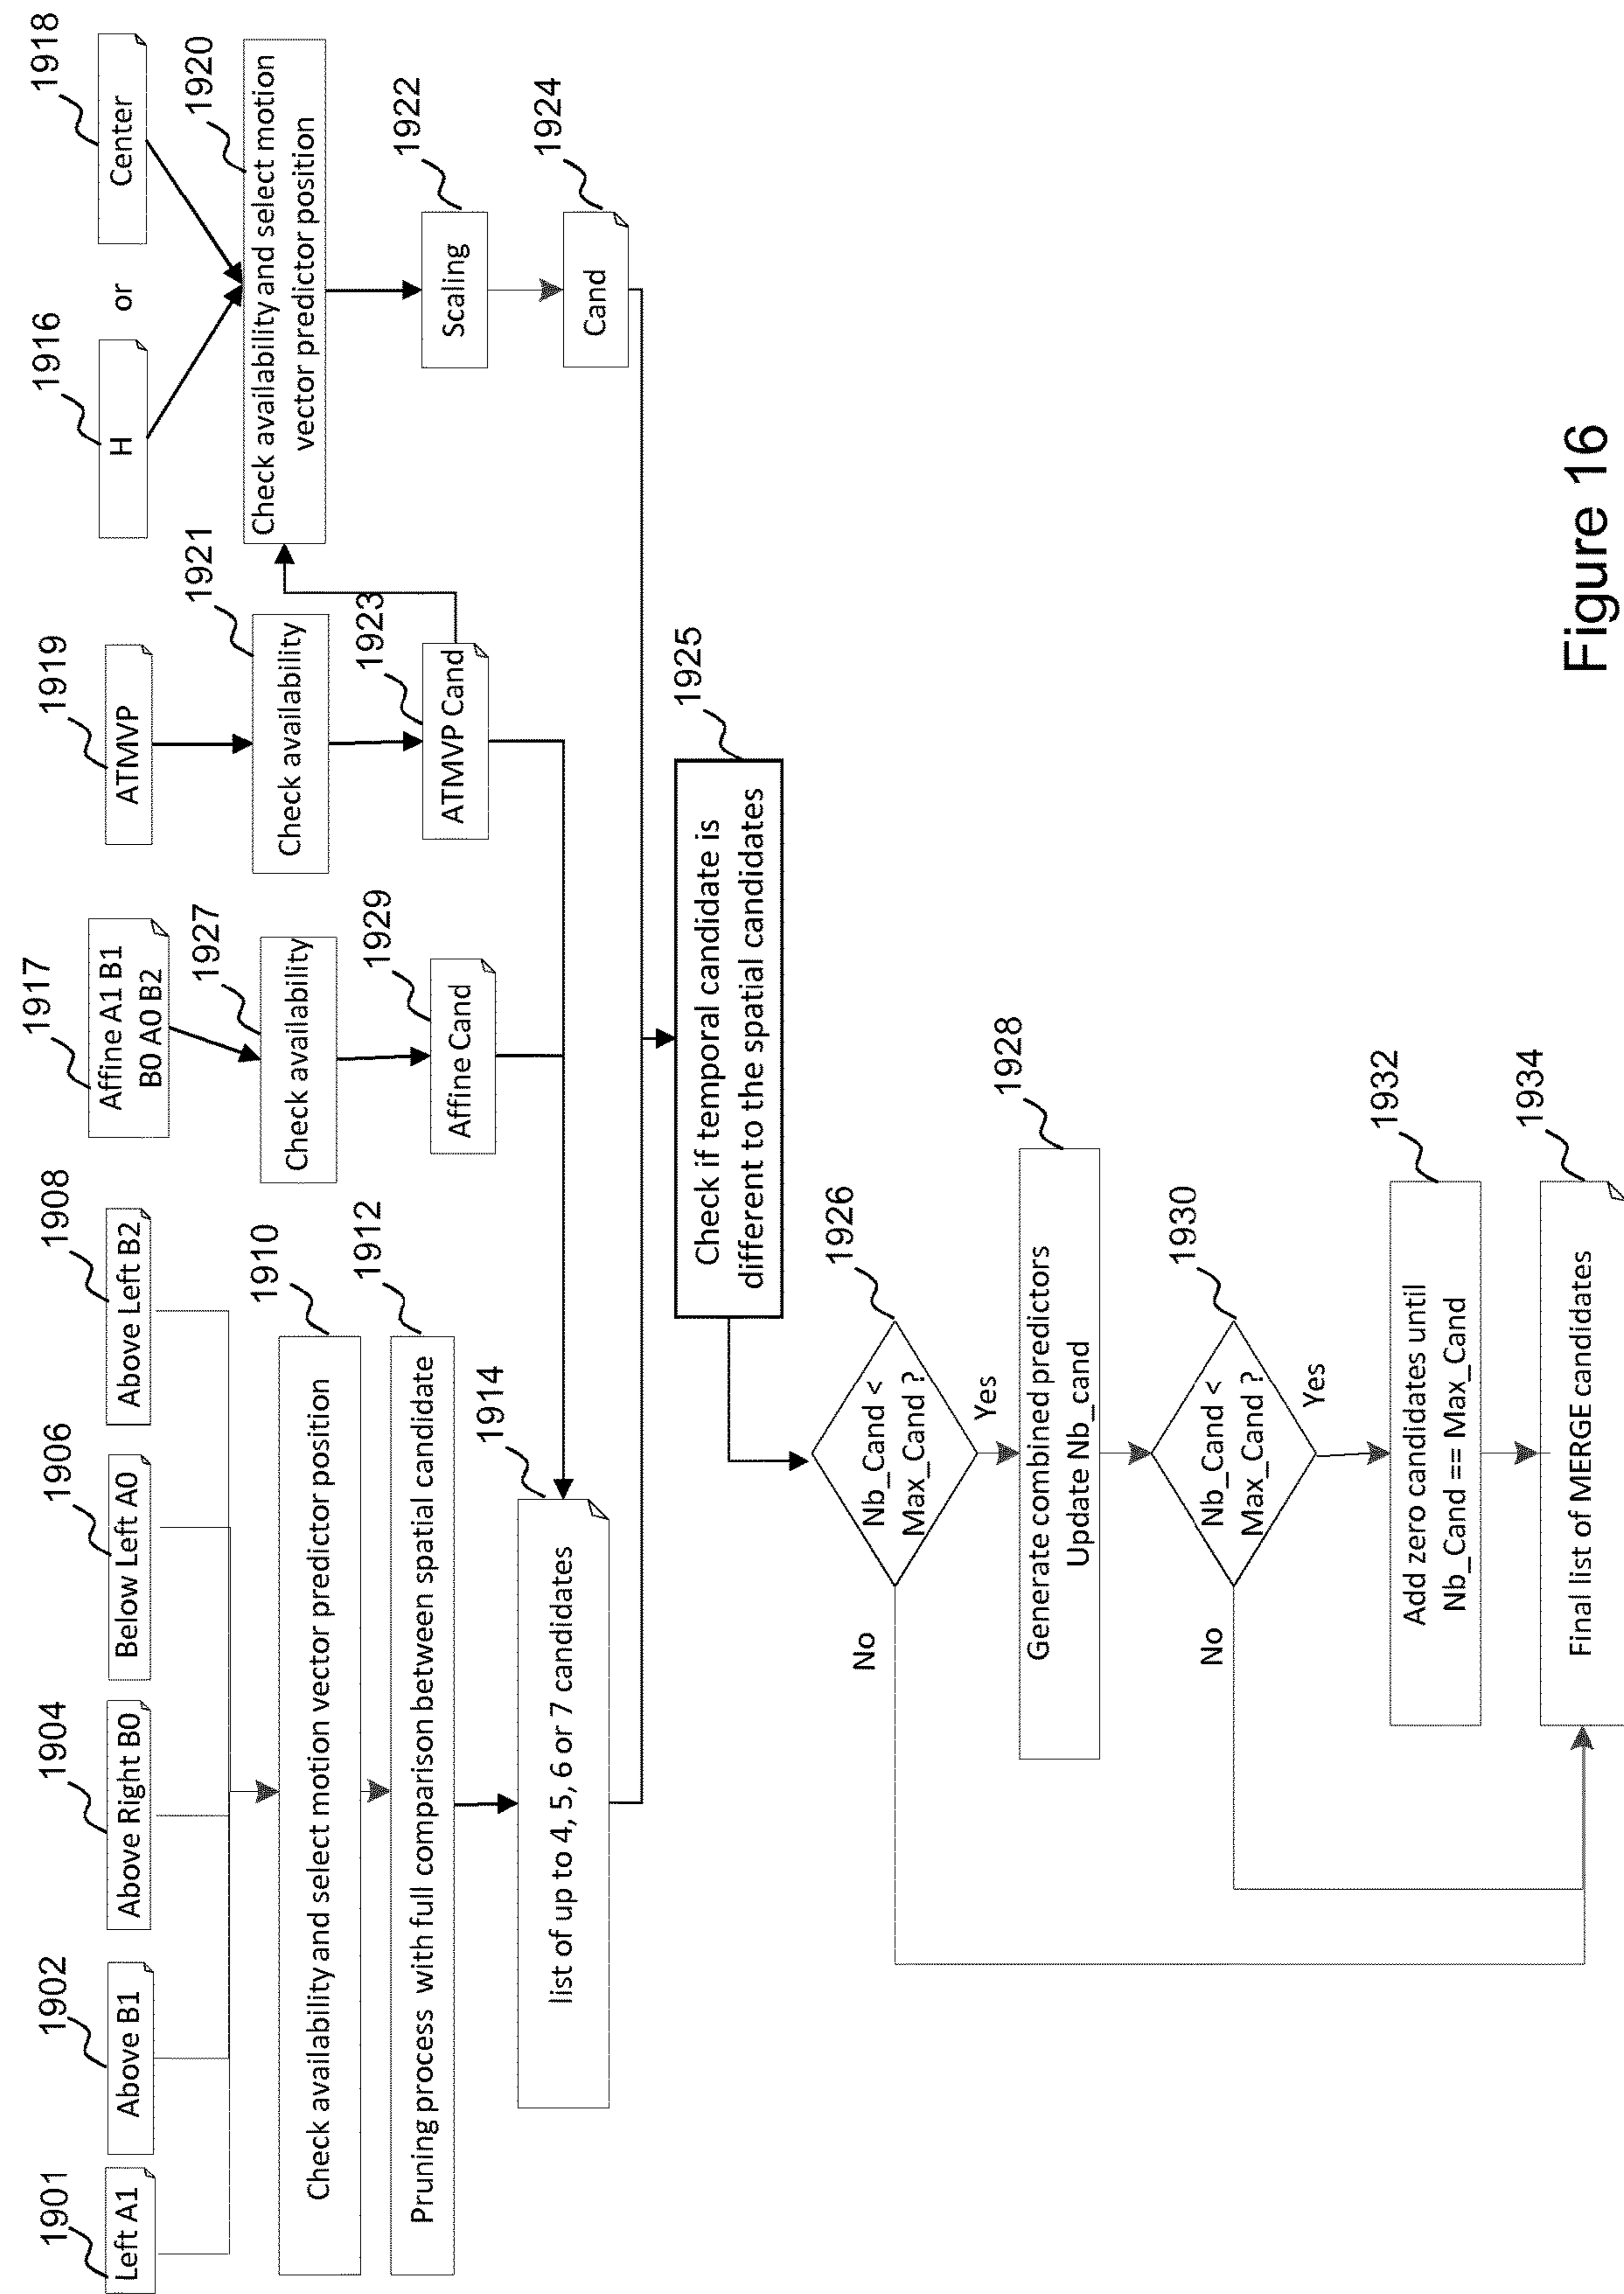 1901
1902
1904
1906
1908
1917
1919
1916
1918
Left A1
Above B1
Above Right B0
Below Left A0
Above Left B2
Affine A1 B1
B0 A0 B2
ATMVP
H
or
Center
1910
1927
1921
1920
Check availability and select motion vector predictor position
Check availability
Check availability
Check availability and select motion
vector predictor position
1912
1929
1923
1922
Pruning process with full comparison between spatial candidate
Affine Cand
ATMVP Cand
Scaling
1914
1924
list of up to 4, 5, 6 or 7 candidates
Cand
1925
Check if temporal candidate is
different to the spatial candidates
1926
Nb_Cand <
Max_Cand ?
No
Yes
1928
Generate combined predictors
Update Nb_cand
1930
Nb_Cand <
Max_Cand ?
No
Yes
1932
Add zero candidates until
Nb_Cand == Max_Cand
1934
Final list of MERGE candidates
Figure 16